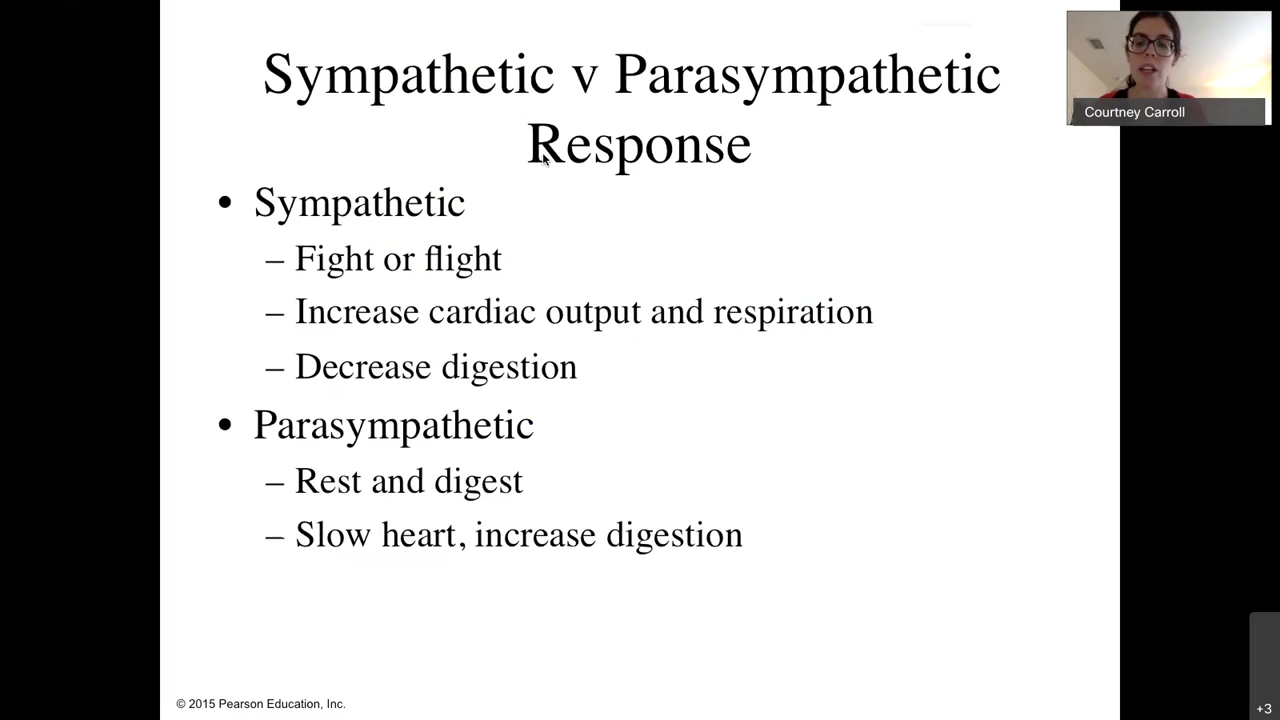 Sympathetic v Parasympathetic
Response
• Sympathetic
– Fight or flight
– Increase cardiac output and respiration
– Decrease digestion
• Parasympathetic
– Rest and digest
– Slow heart, increase digestion
© 2015 Pearson Education, Inc.
Courtney Carroll
+3